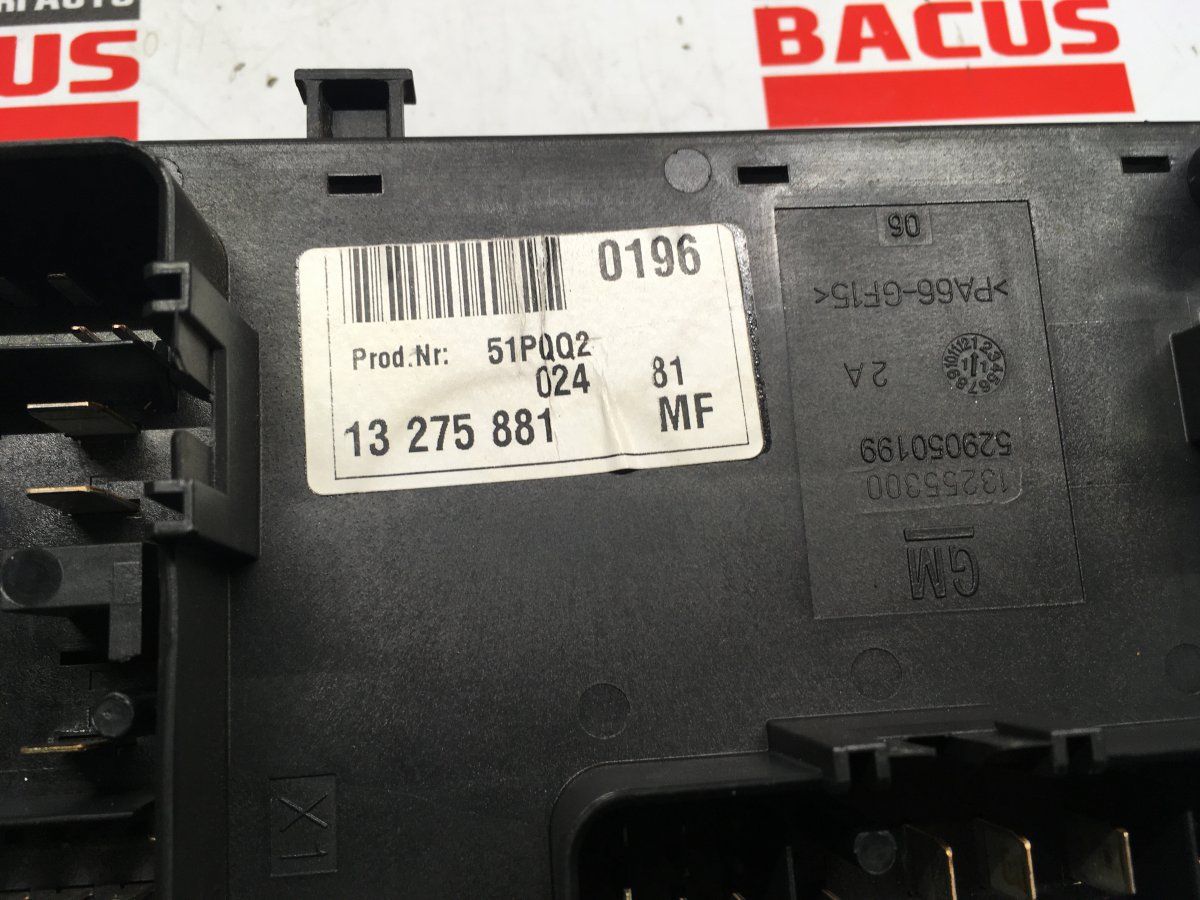 US
BACUS
0196
Prod.Nr: 51PQQ2
024 81
13 275 881 MF
06
>PA66-GF15<
2 A
529050199
13255300
GM
X1